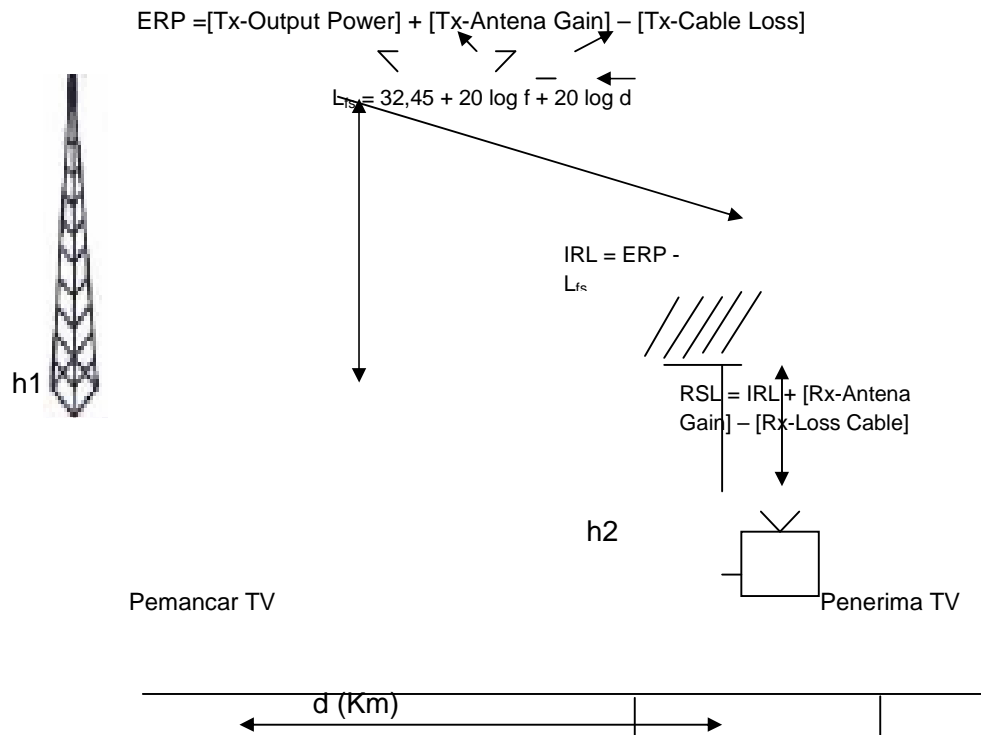 ERP =[Tx-Output Power] + [Tx-Antena Gain] – [Tx-Cable Loss]
Lfs = 32,45 + 20 log f + 20 log d
IRL = ERP -
Lfs
h1
RSL = IRL + [Rx-Antena
Gain] – [Rx-Loss Cable]
h2
Pemancar TV
Penerima TV
d (Km)